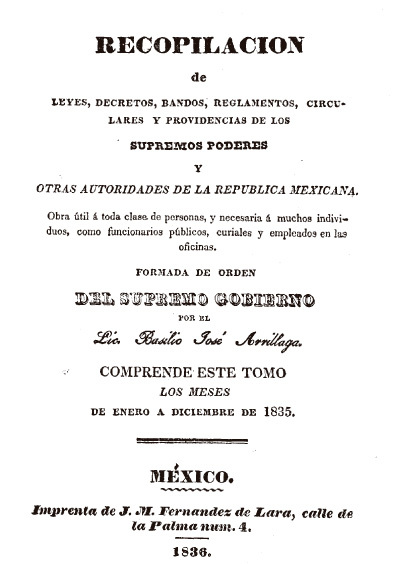 RECOPILACION
de
LEYES, DECRETOS, BANDOS, REGLAMENTOS, CIRCU-
LARES Y PROVIDENCIAS DE LOS
SUPREMOS PODERES
Y
OTRAS AUTORIDADES DE LA REPUBLICA MEXICANA.
Obra útil á toda clase de personas, y necesaria á muchos indivi-
duos, como funcionarios públicos, curiales y empleados en las
oficinas.
FORMADA DE ORDEN
DEL SUPREMO GOBIERNO
POR EL
Lic. Basilio José Arrillaga.
COMPRENDE ESTE TOMO
LOS MESES
DE ENERO A DICIEMBRE DE 1835.
MÉXICO.
Imprenta de J. M. Fernandez de Lara, calle de
la Palma num. 4.
1836.